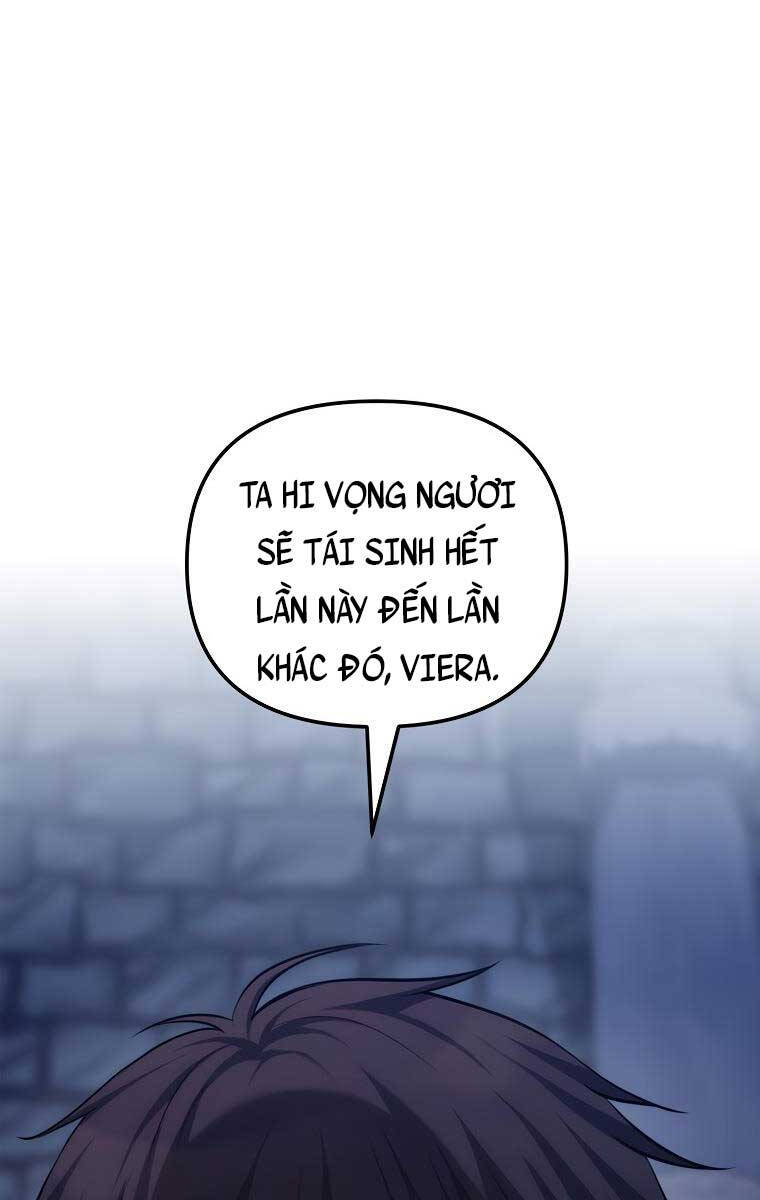 TA HI VỌNG NGƯƠI
SẼ TÁI SINH HẾT
LẦN NÀY ĐẾN LẦN
KHÁC ĐÓ, VIERA.